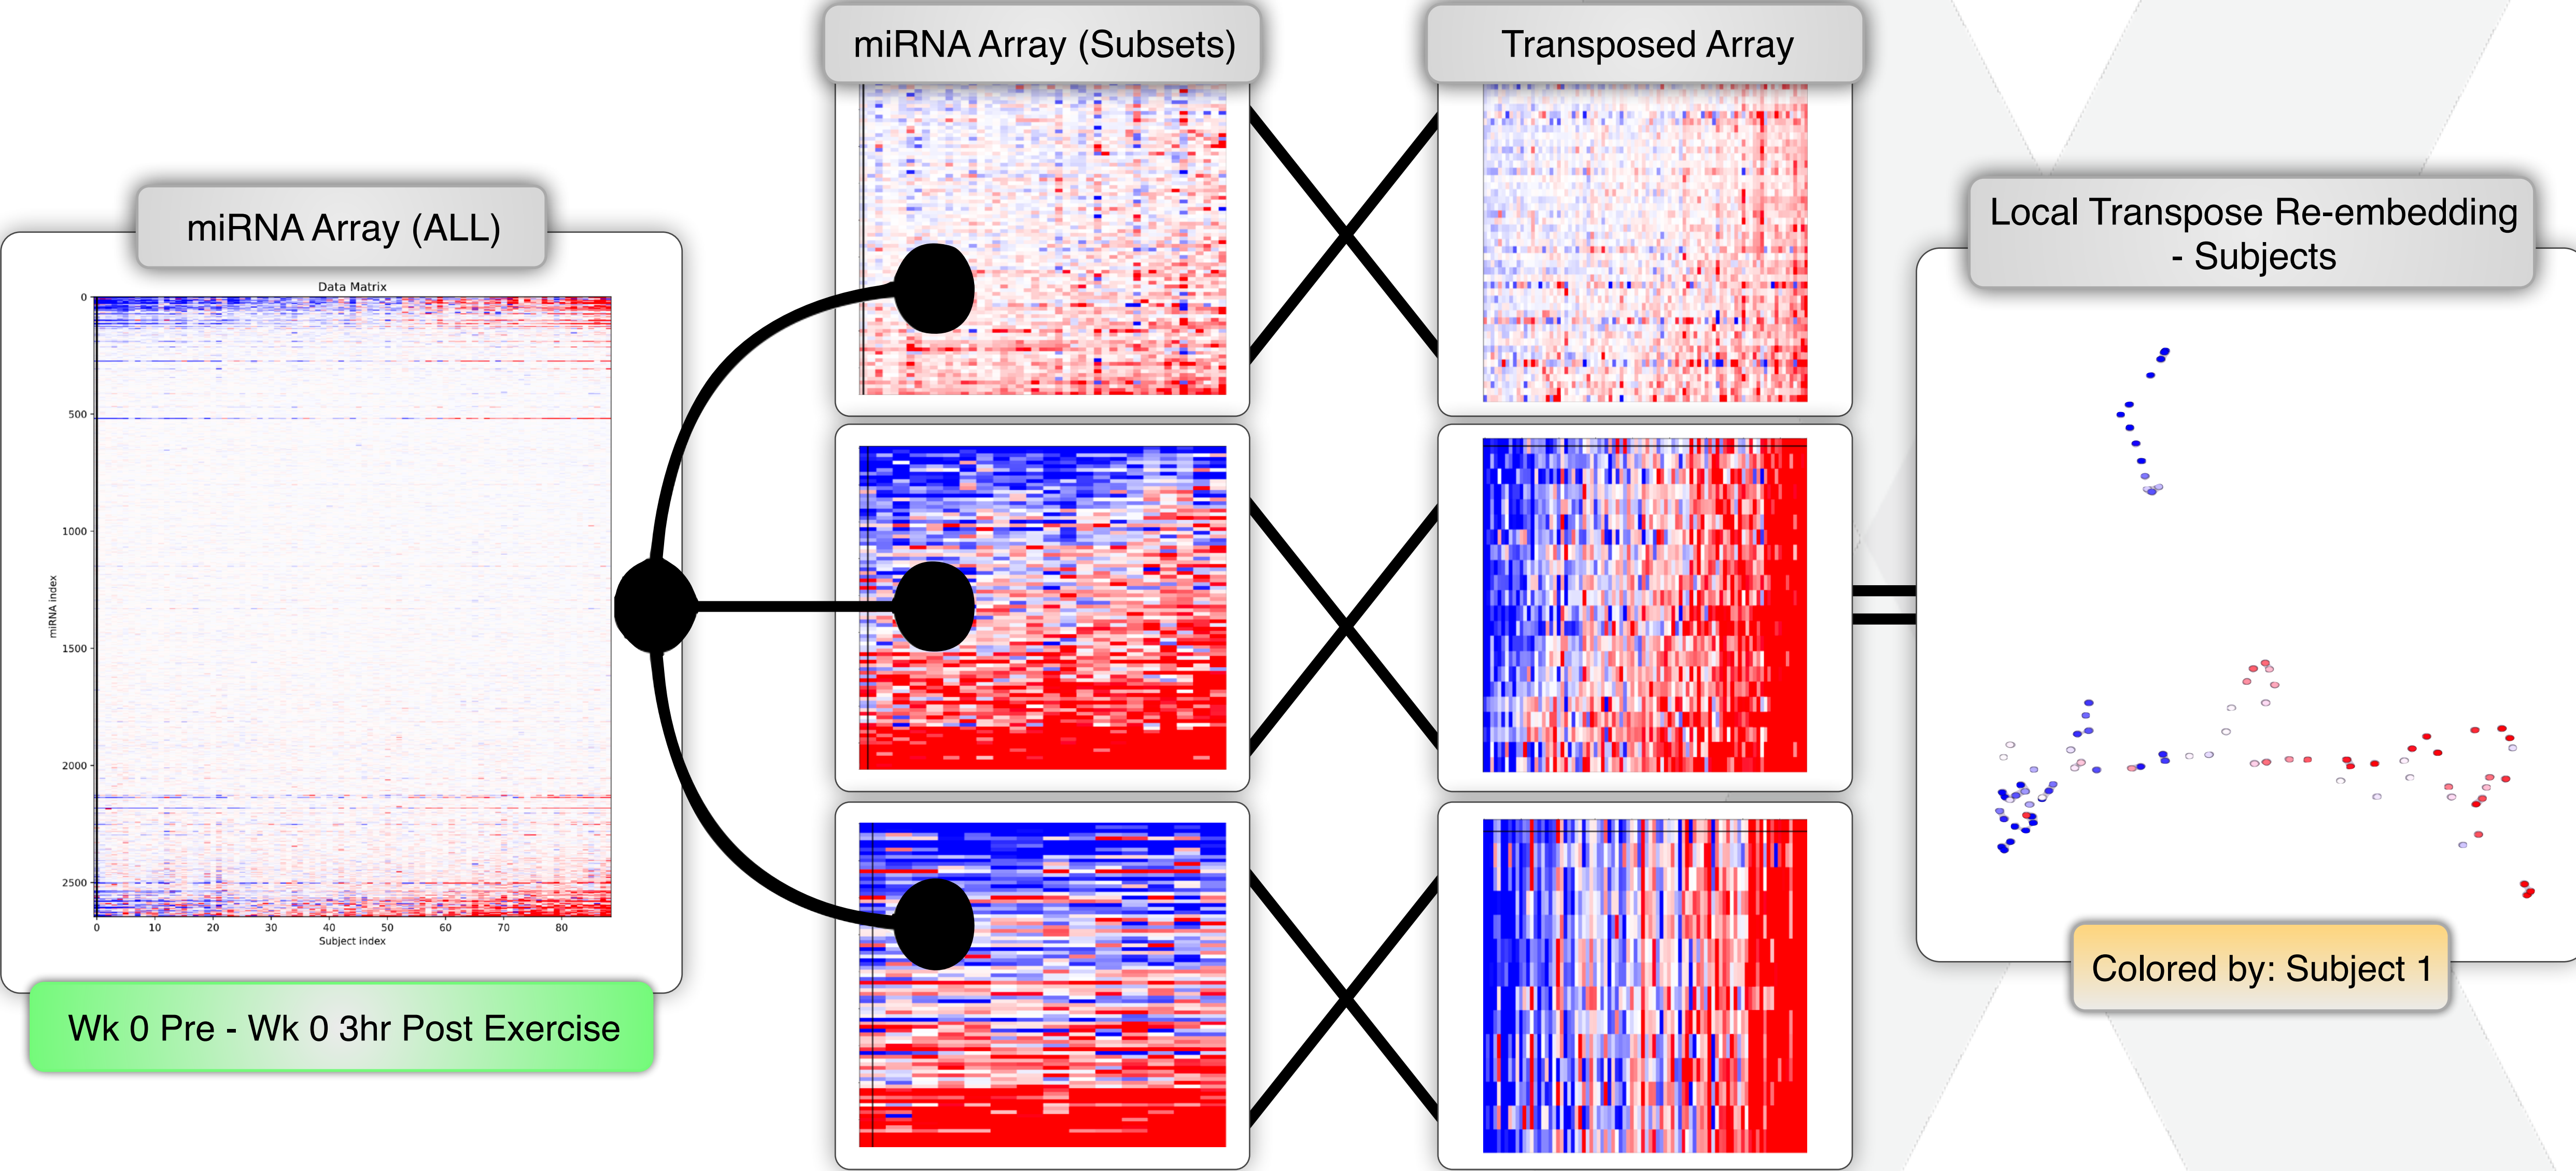 miRNA Array (Subsets)
Transposed Array
miRNA Array (ALL)
Local Transpose Re-embedding
- Subjects
Data Matrix
0
500
1000
1500
2000
2500
miRNA index
0 10 20 30 40 50 60 70 80
Subject index
Wk 0 Pre - Wk 0 3hr Post Exercise
Colored by: Subject 1